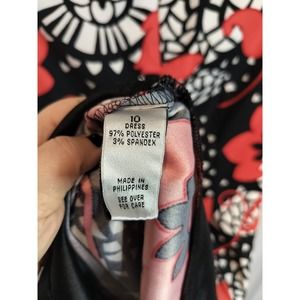 10
DRESS
97% POLYESTER
3% SPANDEX
MADE IN
PHILIPPINES
SEE OVER
FOR CARE